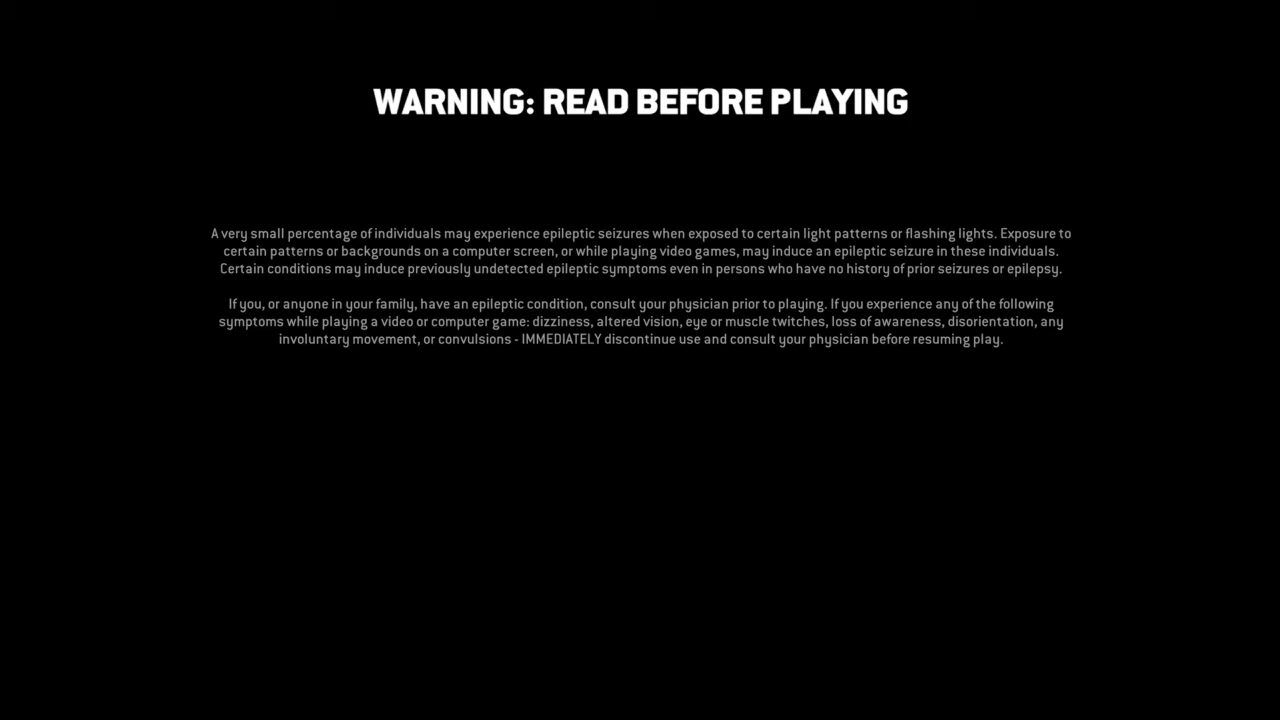 WARNING: READ BEFORE PLAYING
A very small percentage of individuals may experience epileptic seizures when exposed to certain light patterns or flashing lights. Exposure to
certain patterns or backgrounds on a computer screen, or while playing video games, may induce an epileptic seizure in these individuals.
Certain conditions may induce previously undetected epileptic symptoms even in persons who have no history of prior seizures or epilepsy.
If you, or anyone in your family, have an epileptic condition, consult your physician prior to playing. If you experience any of the following
symptoms while playing a video or computer game: dizziness, altered vision, eye or muscle twitches, loss of awareness, disorientation, any
involuntary movement, or convulsions - IMMEDIATELY discontinue use and consult your physician before resuming play.